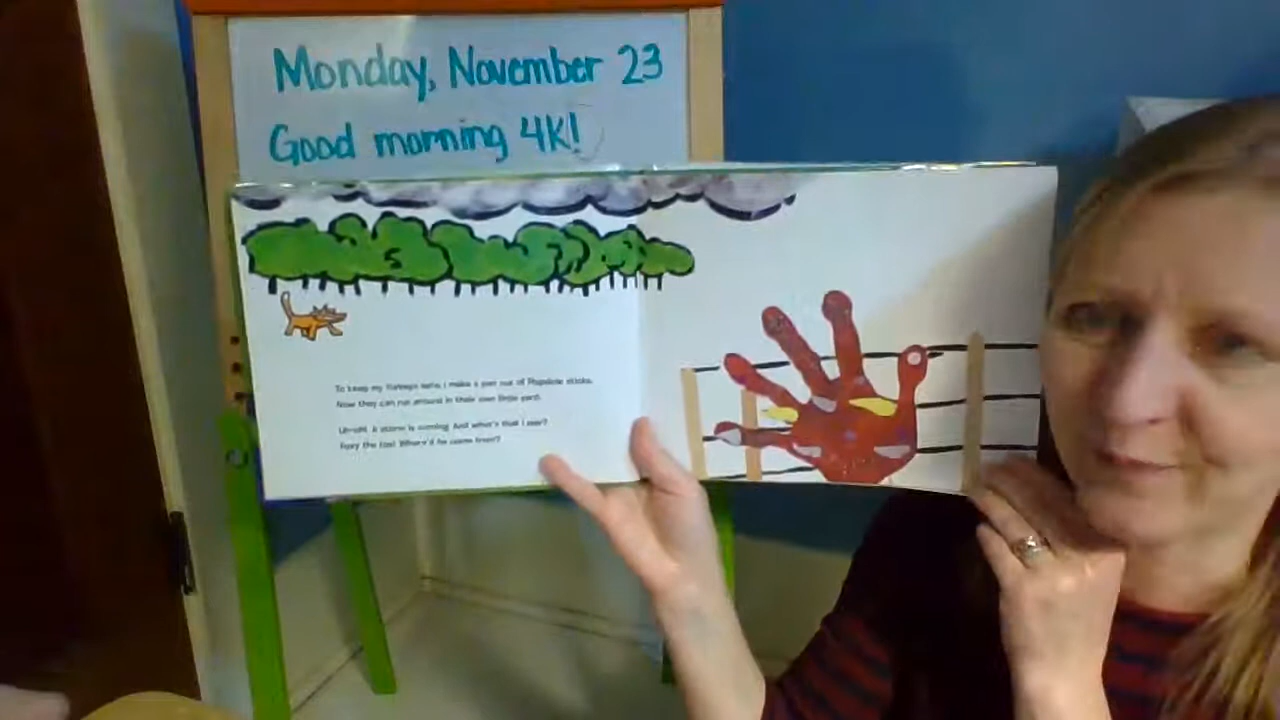 Monday, November 23
Good morning 4K!
To keep my turkeys safe, I make a pen out of Popsicle sticks.
Now they can run around in their own little yard.
Uh-oh! A storm is coming. And what's that I see?
Foxy the fox! Where'd he come from?